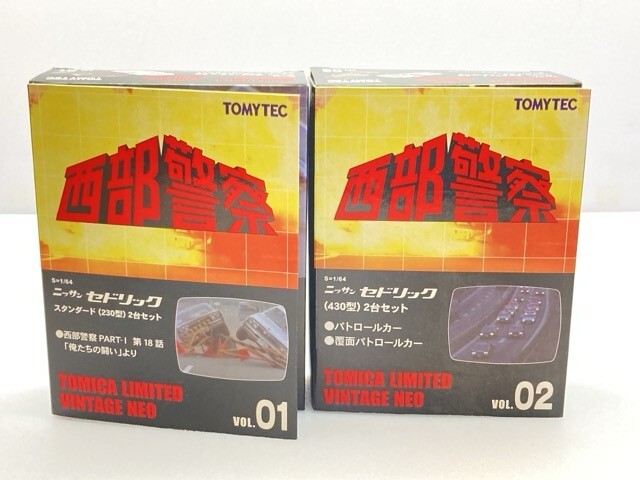 TOMYTEC
西部警察
S=1/64
ニッサン セドリック
スタンダード (230型) 2台セット
●西部警察 PART-Ⅰ 第18話
「俺たちの闘い」より
TOMICA LIMITED
VINTAGE NEO
VOL.01
TOMYTEC
西部警察
S=1/64
ニッサン セドリック
(430型) 2台セット
●パトロールカー
●覆面パトロールカー
TOMICA LIMITED
VINTAGE NEO
VOL.02